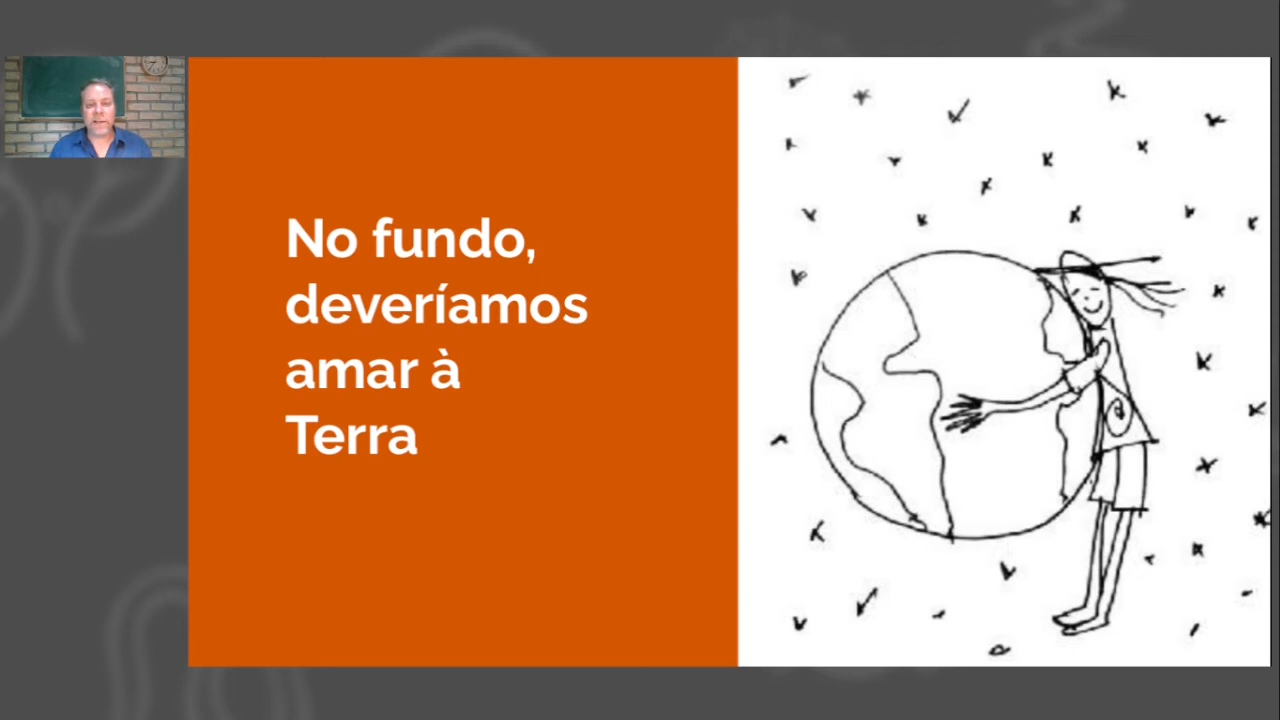 No fundo,
deveríamos
amar à
Terra